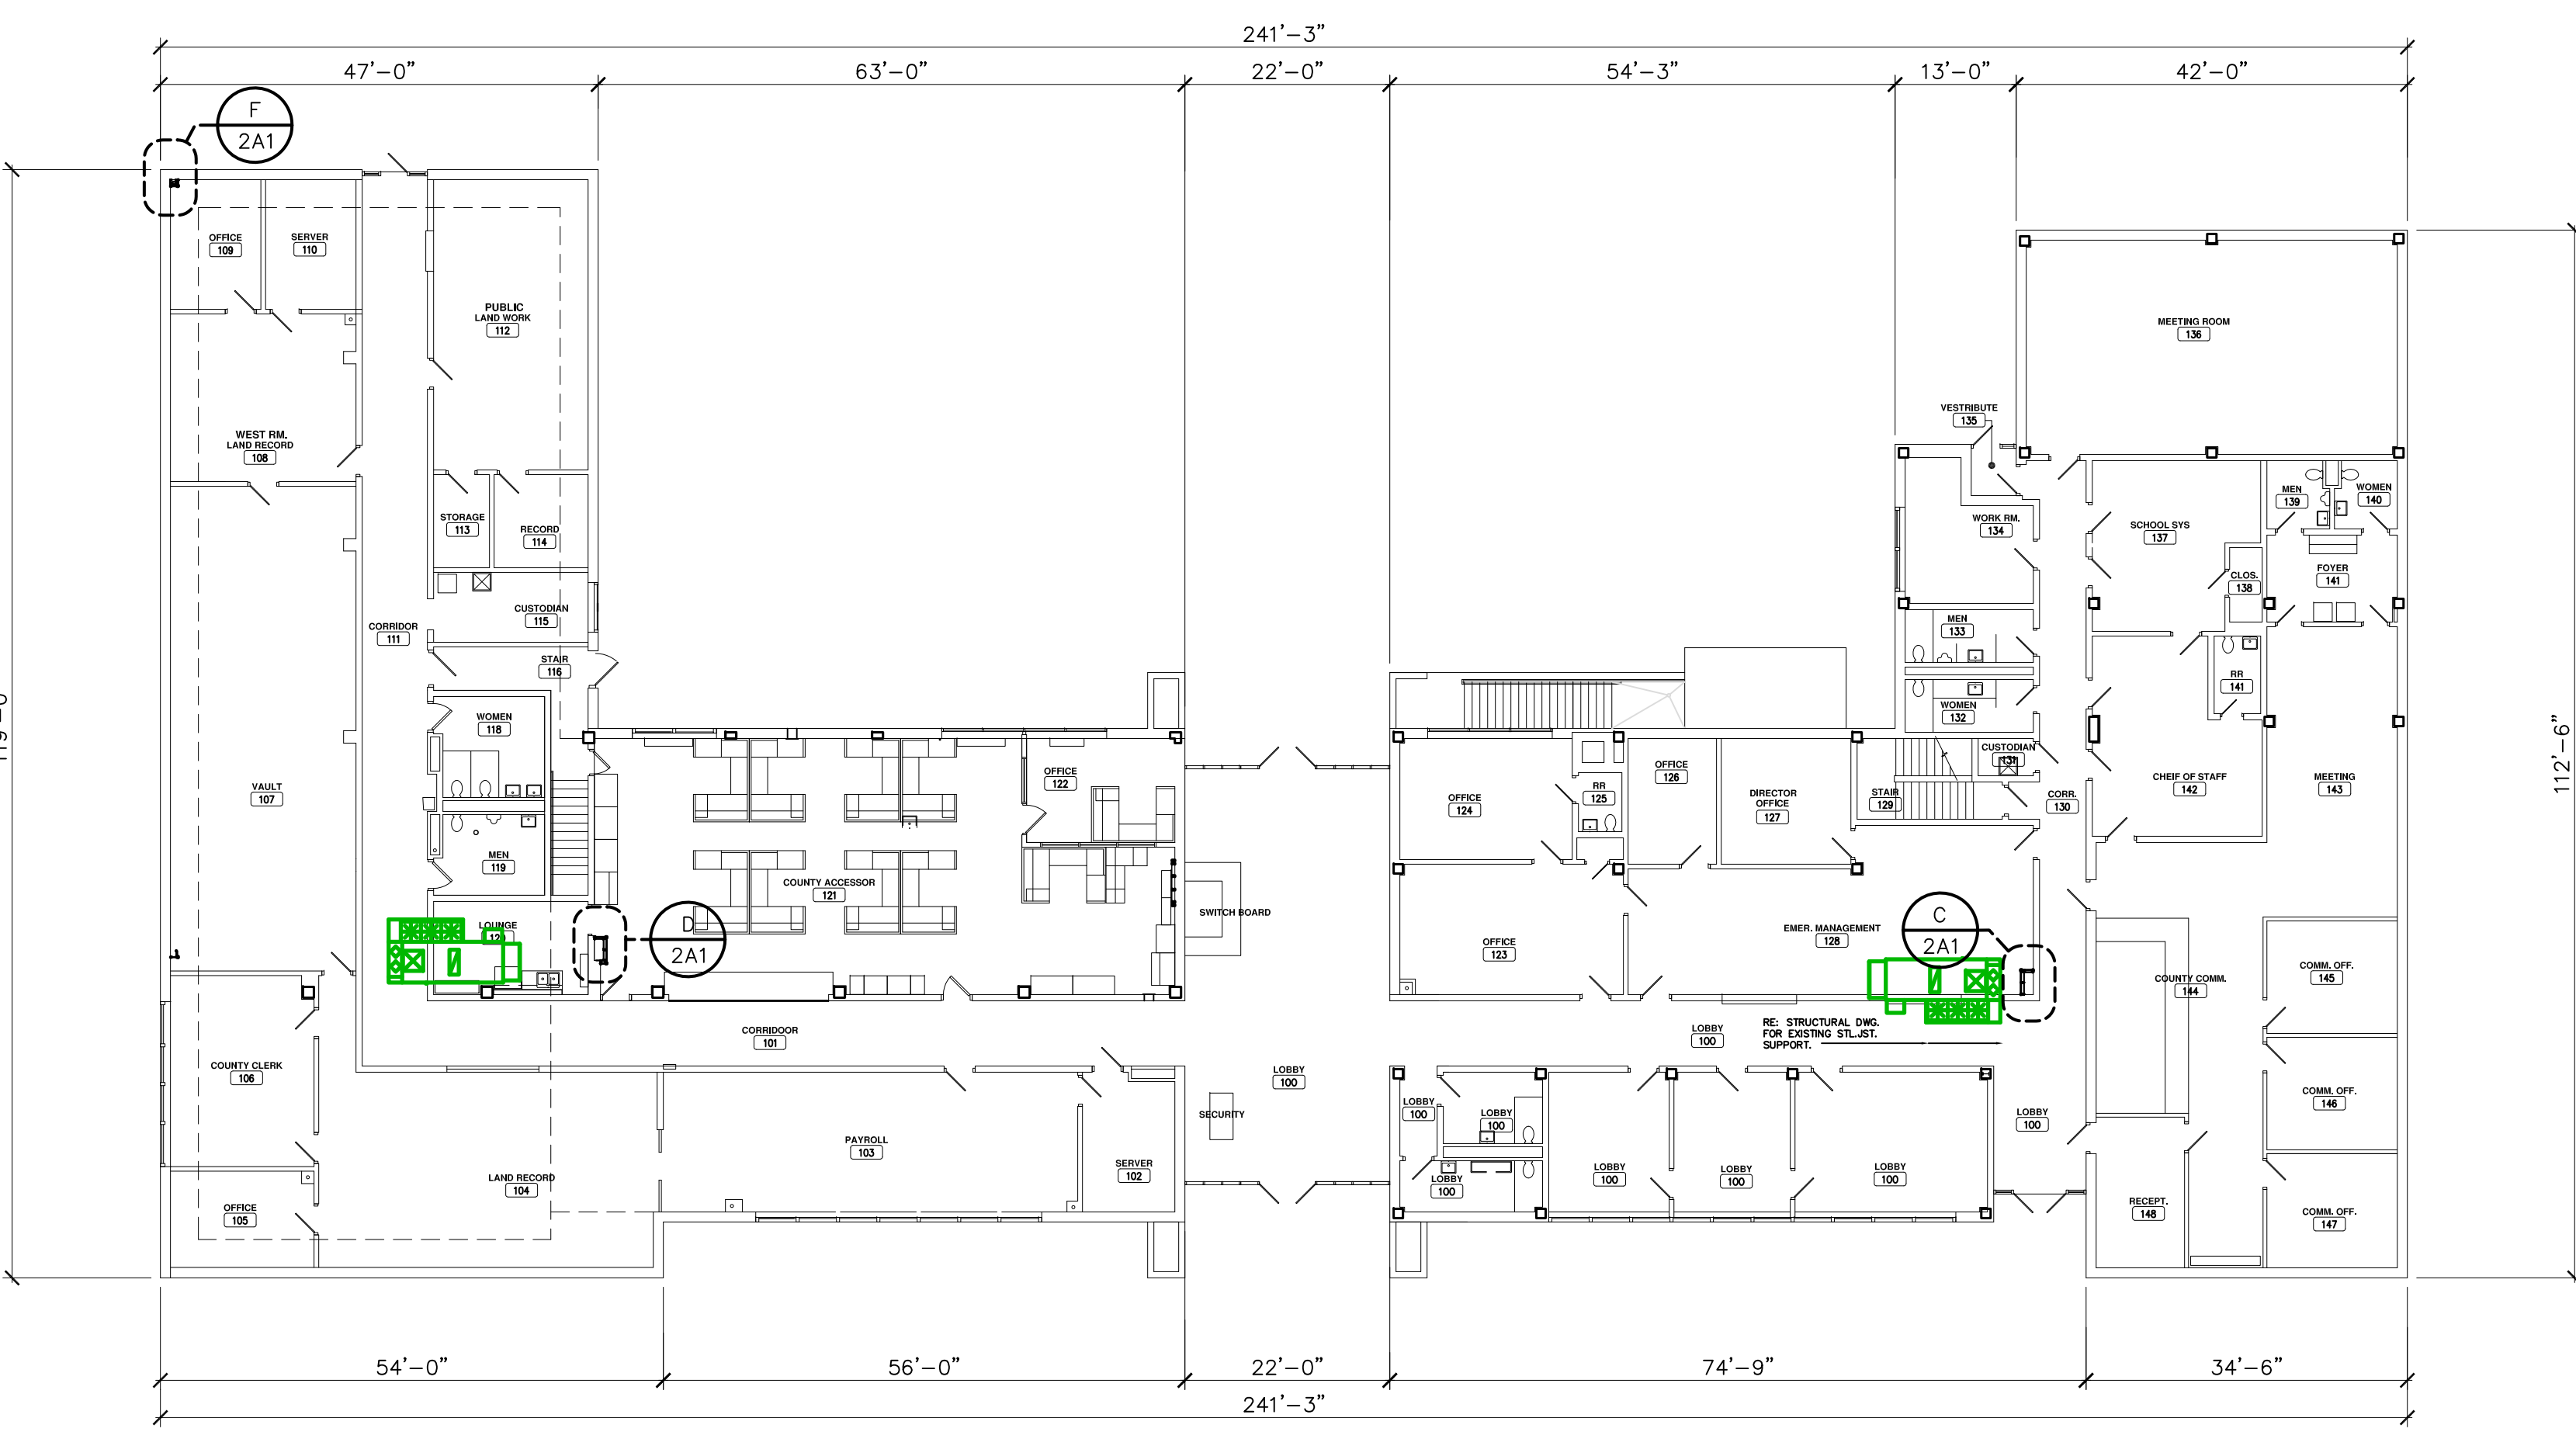 241'-3"
47'-0"
63'-0"
22'-0"
54'-3"
13'-0"
42'-0"
F
2A1
OFFICE
109
SERVER
110
PUBLIC
LAND WORK
112
MEETING ROOM
136
VESTRIBUTE
135
WEST RM.
LAND RECORD
108
STORAGE
113
RECORD
114
WORK RM.
134
SCHOOL SYS
137
MEN
139
WOMEN
140
CLOS.
138
FOYER
141
CUSTODIAN
115
CORRIDOR
111
MEN
133
STAIR
116
RR
141
WOMEN
118
WOMEN
132
112'-6"
CUSTODIAN
131
OFFICE
122
OFFICE
126
VAULT
107
OFFICE
124
RR
125
DIRECTOR
OFFICE
127
STAIR
129
CORR.
130
CHEIF OF STAFF
142
MEETING
143
MEN
119
COUNTY ACCESSOR
121
SWITCH BOARD
LOUNGE
D
2A1
OFFICE
123
EMER. MANAGEMENT
128
C
2A1
COUNTY COMM.
144
COMM. OFF.
145
CORRIDOOR
101
LOBBY
100
RE: STRUCTURAL DWG.
FOR EXISTING STL.JST.
SUPPORT.
COUNTY CLERK
106
LOBBY
100
SECURITY
LOBBY
100
LOBBY
100
LOBBY
100
COMM. OFF.
146
PAYROLL
103
SERVER
102
LAND RECORD
104
LOBBY
100
LOBBY
100
LOBBY
100
LOBBY
100
OFFICE
105
RECEPT.
148
COMM. OFF.
147
54'-0"
56'-0"
22'-0"
74'-9"
34'-6"
241'-3"